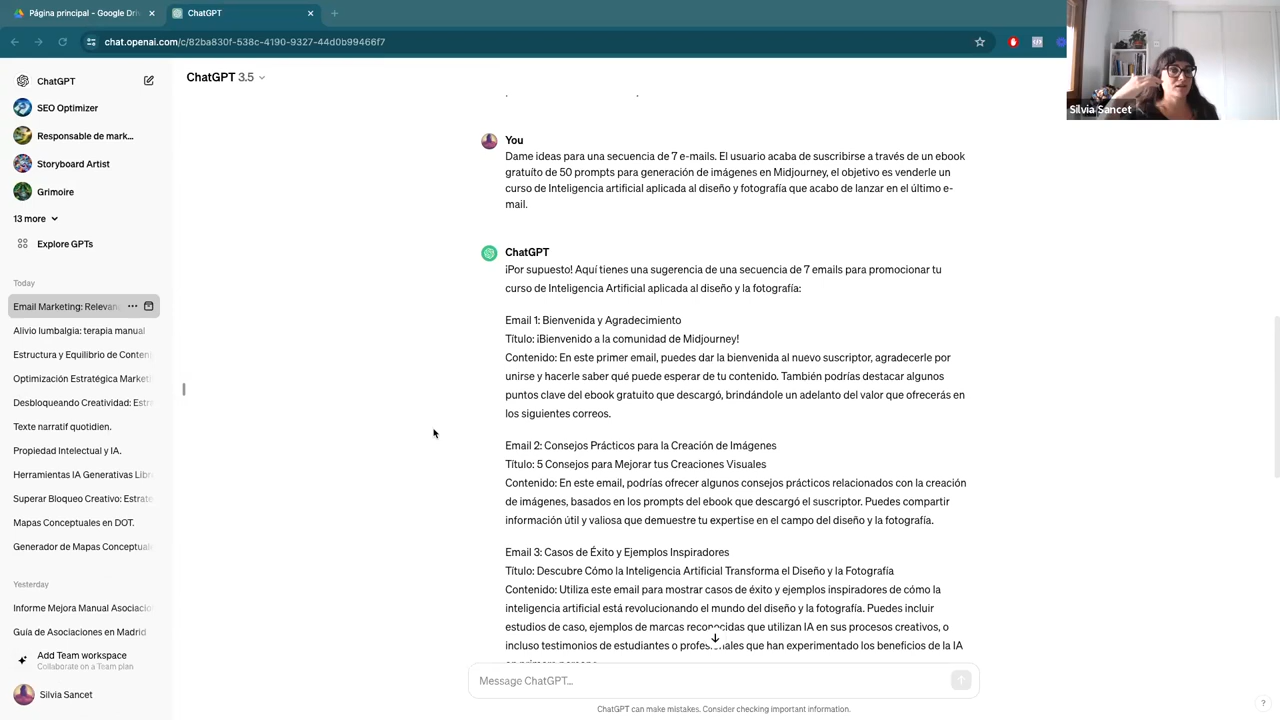 Página principal - Google Dri
ChatGPT
chat.openai.com/c/82ba830f-538c-4190-9327-44d0b99466f7
Silvia Sancet
ChatGPT
SEO Optimizer
Responsable de mark...
Storyboard Artist
Grimoire
13 more
Explore GPTs
Today
Email Marketing: Relevan
Alivio lumbalgia: terapia manual
Estructura y Equilibrio de Conten
Optimización Estratégica Marketi
Desbloqueando Creatividad: Estr
Texte narratif quotidien.
Propiedad Intelectual y IA.
Herramientas IA Generativas Libr
Superar Bloqueo Creativo: Estrate
Mapas Conceptuales en DOT.
Generador de Mapas Conceptuale
Yesterday
Informe Mejora Manual Asociacio
Guía de Asociaciones en Madrid
Add Team workspace
Collaborate on a Team plan
Silvia Sancet
ChatGPT 3.5
You
Dame ideas para una secuencia de 7 e-mails. El usuario acaba de suscribirse a través de un ebook
gratuíto de 50 prompts para generación de imágenes en Midjourney, el objetivo es venderle un
curso de Inteligencia artificial aplicada al diseño y fotografía que acabo de lanzar en el último e-
mail.
ChatGPT
¡Por supuesto! Aquí tienes una sugerencia de una secuencia de 7 emails para promocionar tu
curso de Inteligencia Artificial aplicada al diseño y la fotografía:
Email 1: Bienvenida y Agradecimiento
Título: ¡Bienvenido a la comunidad de Midjourney!
Contenido: En este primer email, puedes dar la bienvenida al nuevo suscriptor, agradecerle por
unirse y hacerle saber qué puede esperar de tu contenido. También podrías destacar algunos
puntos clave del ebook gratuito que descargó, brindándole un adelanto del valor que ofrecerás en
los siguientes correos.
Email 2: Consejos Prácticos para la Creación de Imágenes
Título: 5 Consejos para Mejorar tus Creaciones Visuales
Contenido: En este email, podrías ofrecer algunos consejos prácticos relacionados con la creación
de imágenes, basados en los prompts del ebook que descargó el suscriptor. Puedes compartir
información útil y valiosa que demuestre tu expertise en el campo del diseño y la fotografía.
Email 3: Casos de Éxito y Ejemplos Inspiradores
Título: Descubre Cómo la Inteligencia Artificial Transforma el Diseño y la Fotografía
Contenido: Utiliza este email para mostrar casos de éxito y ejemplos inspiradores de cómo la
inteligencia artificial está revolucionando el mundo del diseño y la fotografía. Puedes incluir
estudios de caso, ejemplos de marcas reconocidas que utilizan IA en sus procesos creativos, o
incluso testimonios de estudiantes o profesionales que han experimentado los beneficios de la IA
Message ChatGPT...
ChatGPT can make mistakes. Consider checking important information.
?